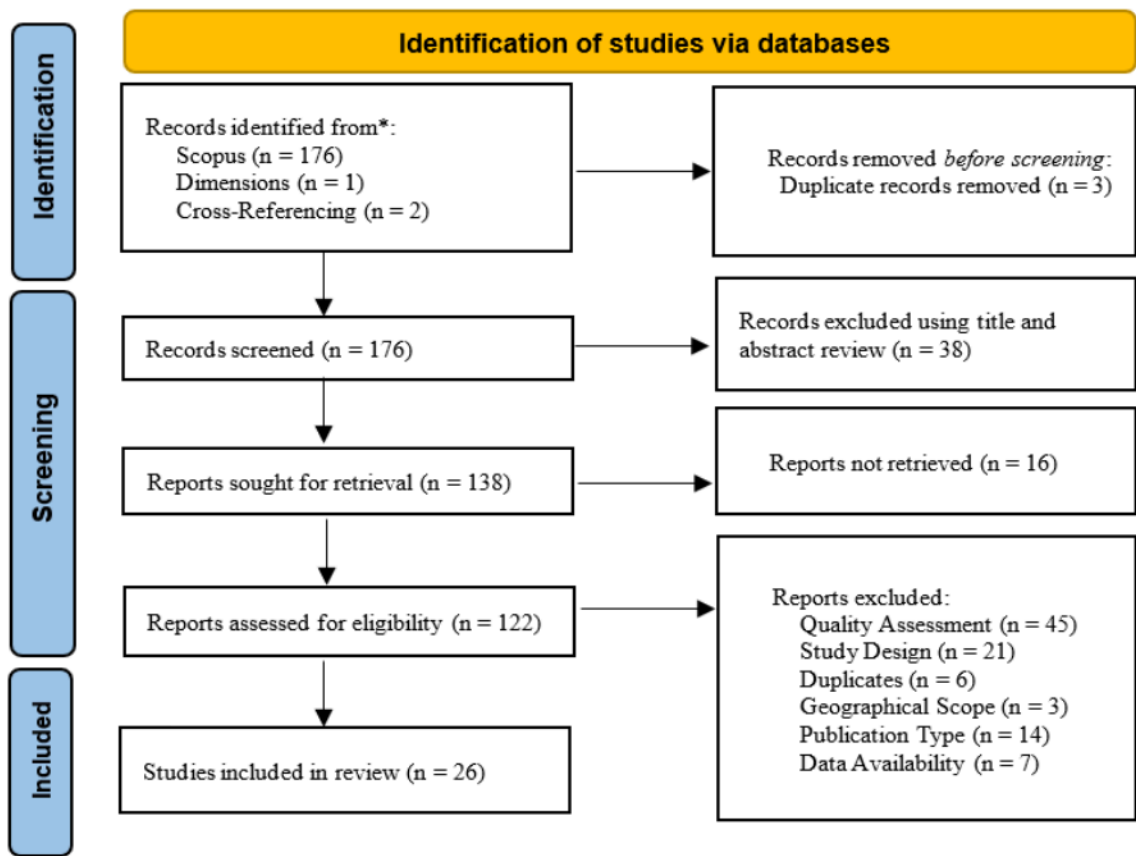 Identification of studies via databases
Identification
Records identified from*:
Scopus (n = 176)
Dimensions (n = 1)
Cross-Referencing (n = 2)
Records removed before screening:
Duplicate records removed (n = 3)
Screening
Records screened (n = 176)
Records excluded using title and
abstract review (n = 38)
Reports sought for retrieval (n = 138)
Reports not retrieved (n = 16)
Reports assessed for eligibility (n = 122)
Reports excluded:
Quality Assessment (n = 45)
Study Design (n = 21)
Duplicates (n = 6)
Geographical Scope (n = 3)
Publication Type (n = 14)
Data Availability (n = 7)
Included
Studies included in review (n = 26)